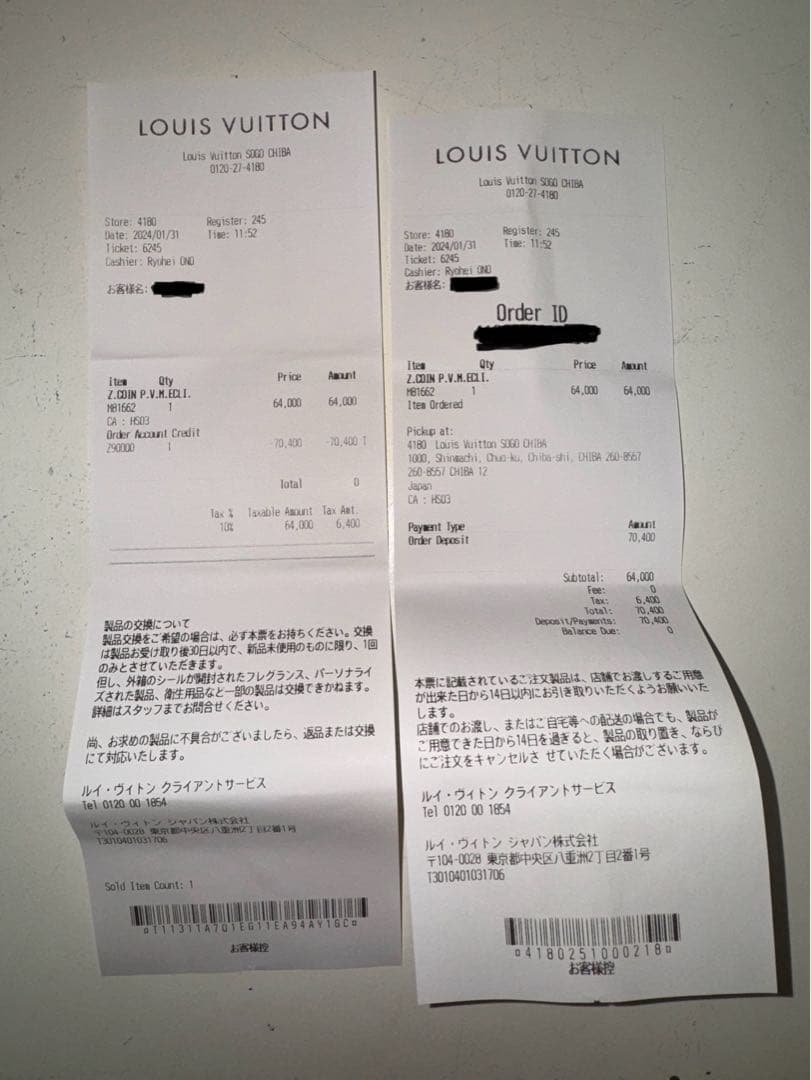 LOUIS VUITTON
Louis Vuitton SOGO CHIBA
0120-27-4180
Store: 4180 Register: 245
Date: 2024/01/31 Time: 11:52
Ticket: 6245
Cashier: Ryohei ONO
お客様名:
Item Qty Price Amount
Z.COIN P.V.M.ECLI.
M81662 1 64,000 64,000
CA : HS03
Order Account Credit
Z90000 1 -70,400 -70,400 T
Total 0
Tax % Taxable Amount Tax Amt.
10% 64,000 6,400
製品の交換について
製品交換をご希望の場合は、必ず本票をお持ちください。交換
は製品お受け取り後30日以内で、新品未使用のものに限り、1回
のみとさせていただきます。
但し、外箱のシールが開封されたフレグランス、パーソナライ
ズされた製品、衛生用品など一部の製品は交換できかねます。
詳細はスタッフまでお問合せください。
尚、お求めの製品に不具合がございましたら、返品または交換
にて対応いたします。
ルイ・ヴィトン クライアントサービス
Tel 0120 00 1854
ルイ・ヴィトン ジャパン株式会社
〒104-0028 東京都中央区八重洲2丁目2番1号
T3010401031706
Sold Item Count: 1
¤T11311A7Q1EG11EA94AY1GC¤
お客様控
LOUIS VUITTON
Louis Vuitton SOGO CHIBA
0120-27-4180
Store: 4180 Register: 245
Date: 2024/01/31 Time: 11:52
Ticket: 6245
Cashier: Ryohei ONO
お客様名:
Order ID
Item Qty Price Amount
Z.COIN P.V.M.ECLI.
M81662 1 64,000 64,000
Item Ordered
Pickup at:
4180 Louis Vuitton SOGO CHIBA
1000, Shinmachi, Chuo-ku, Chiba-shi, CHIBA 260-8557
260-8557 CHIBA 12
Japan
CA : HS03
Payment Type Amount
Order Deposit 70,400
Subtotal: 64,000
Fee: 0
Tax: 6,400
Total: 70,400
Deposit/Payments: 70,400
Balance Due: 0
本票に記載されているご注文製品は、店舗でお渡しするご用意
が出来た日から14日以内にお引き取りいただくようお願いいた
します。
店舗でのお渡し、またはご自宅等への配送の場合でも、製品が
ご用意できた日から14日を過ぎると、製品の取り置き、ならび
にご注文をキャンセルさ せていただく場合がございます。
ルイ・ヴィトン クライアントサービス
Tel 0120 00 1854
ルイ・ヴィトン ジャパン株式会社
〒104-0028 東京都中央区八重洲2丁目2番1号
T3010401031706
¤4180251000218¤
お客様控